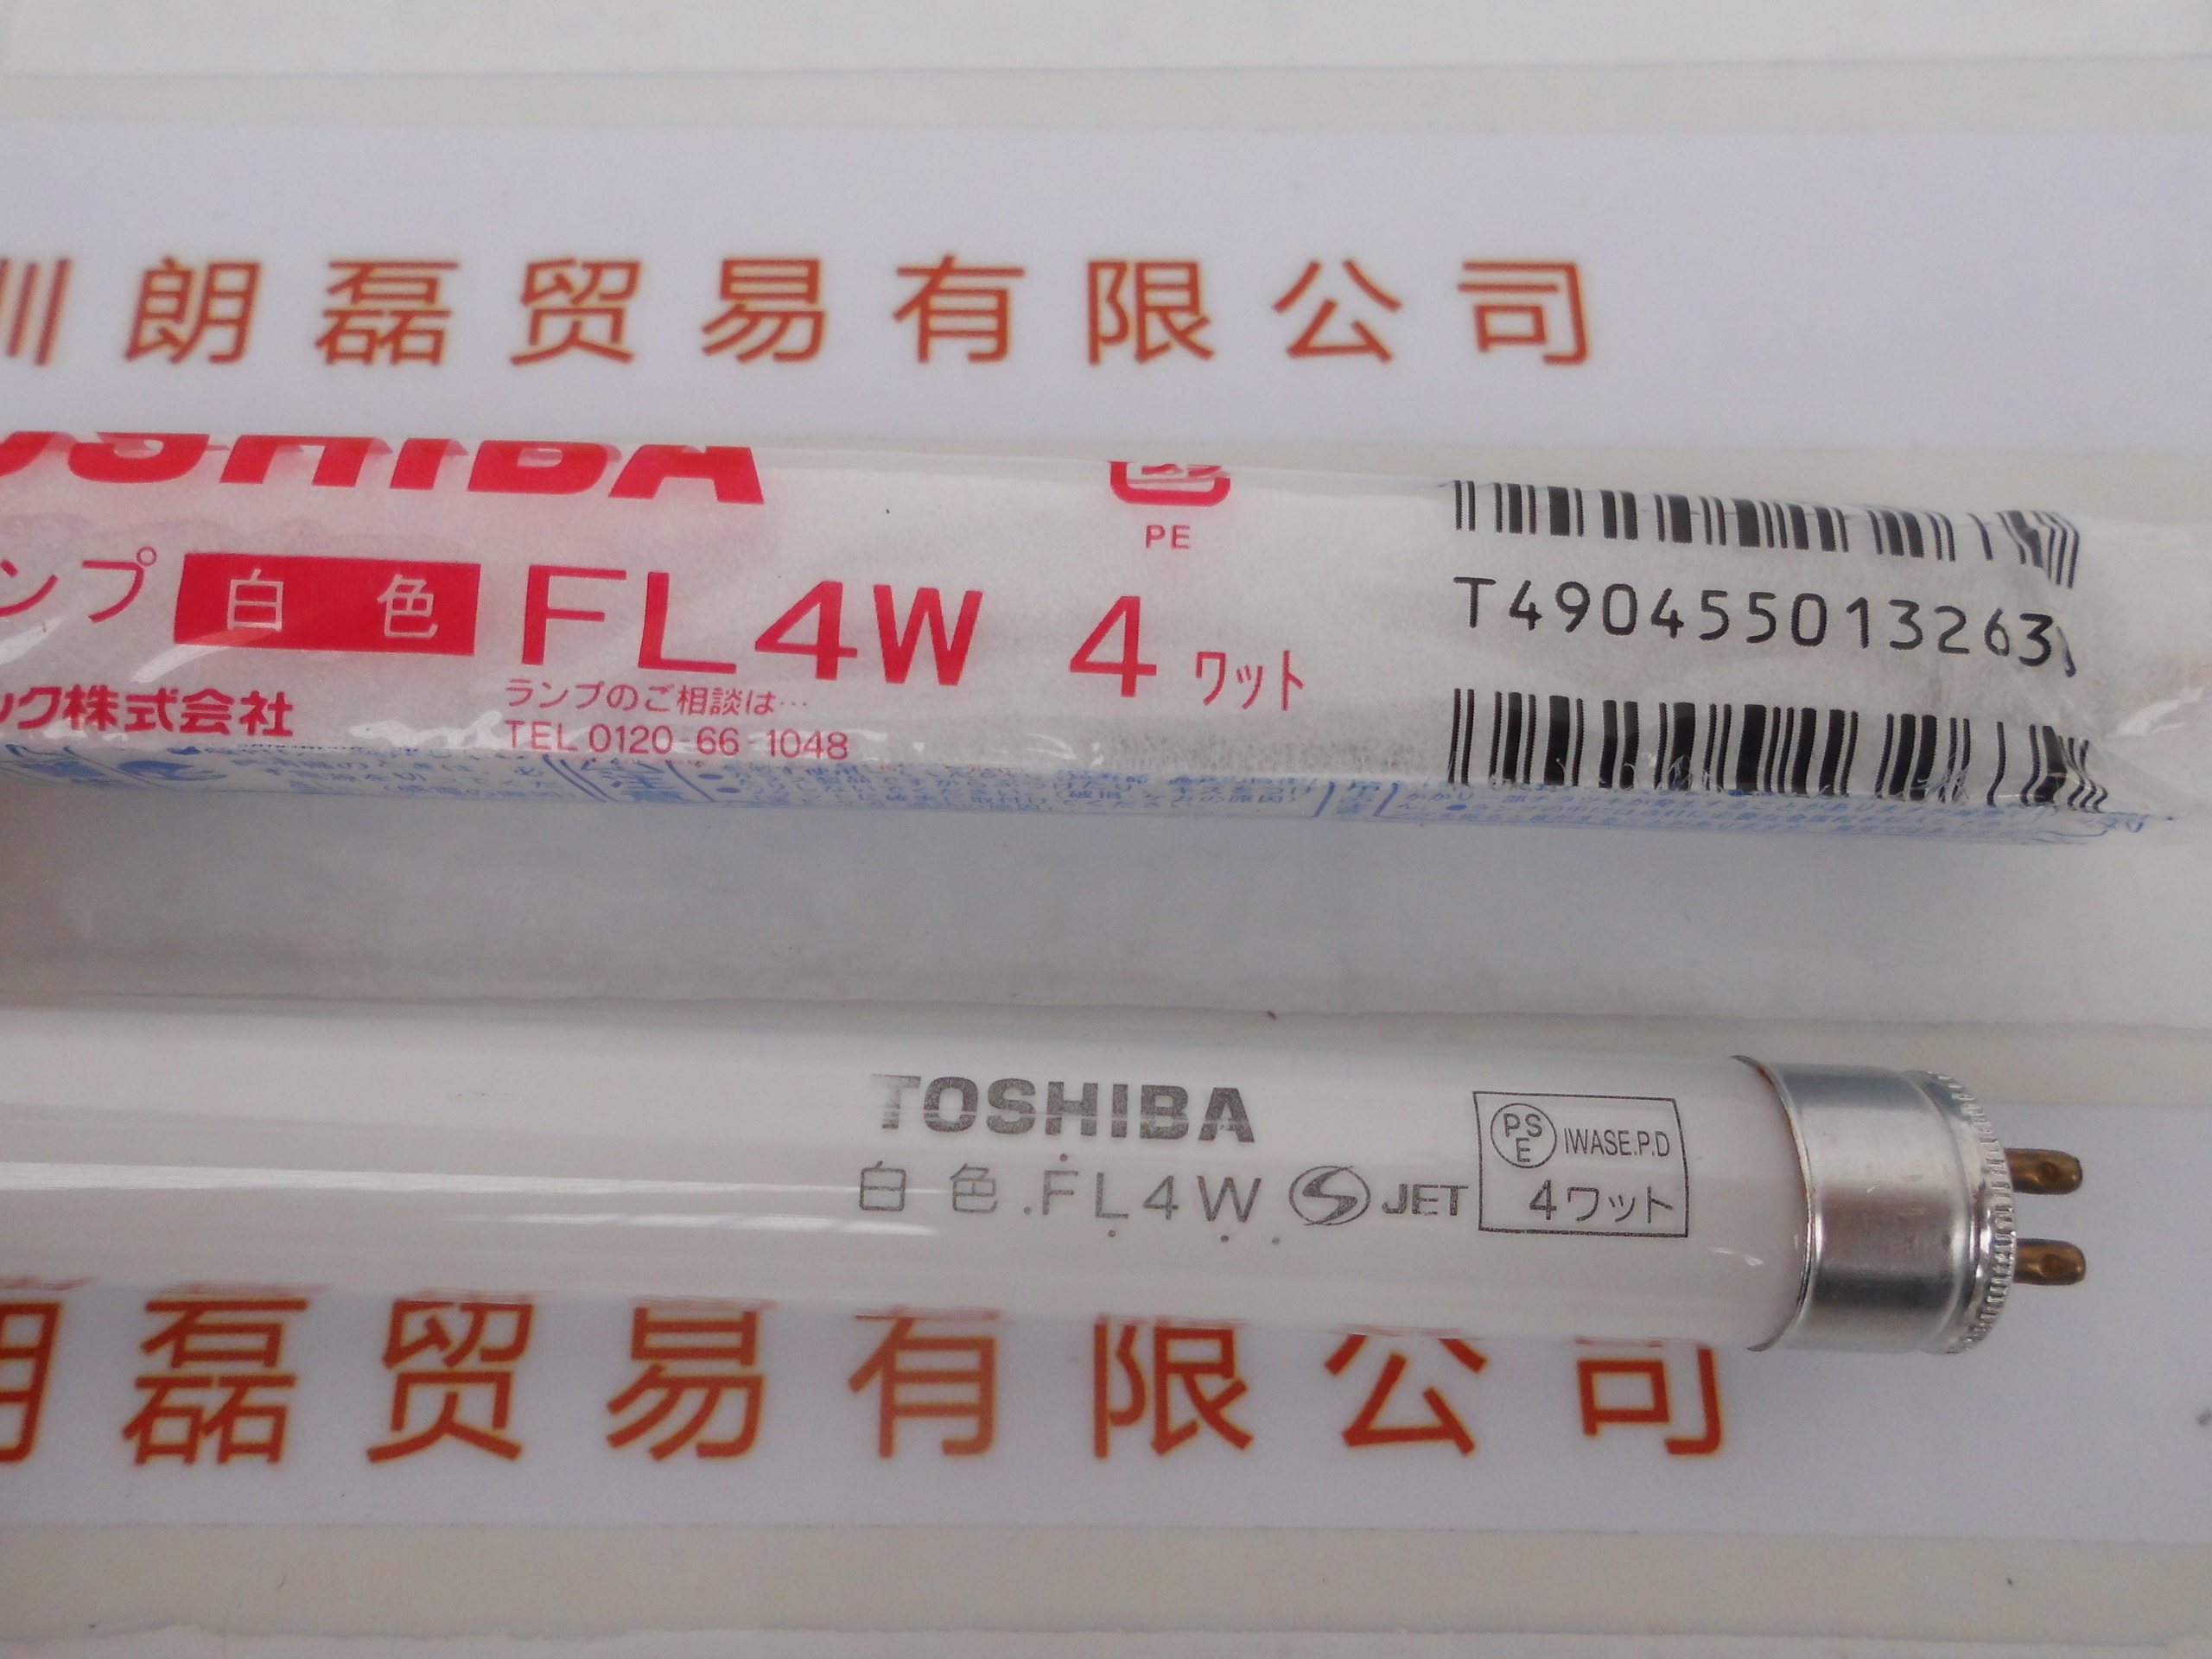 圳朗磊贸易有限公司
OSHIBA
PE
ンプ 白色 FL4W 4ワット
T490455013263
ック株式会社
ランプのご相談は…
TEL 0120-66-1048
TOSHIBA
白色.FL4W S JET
PSE IWASE.P.D
4ワット
朗磊贸易有限公司